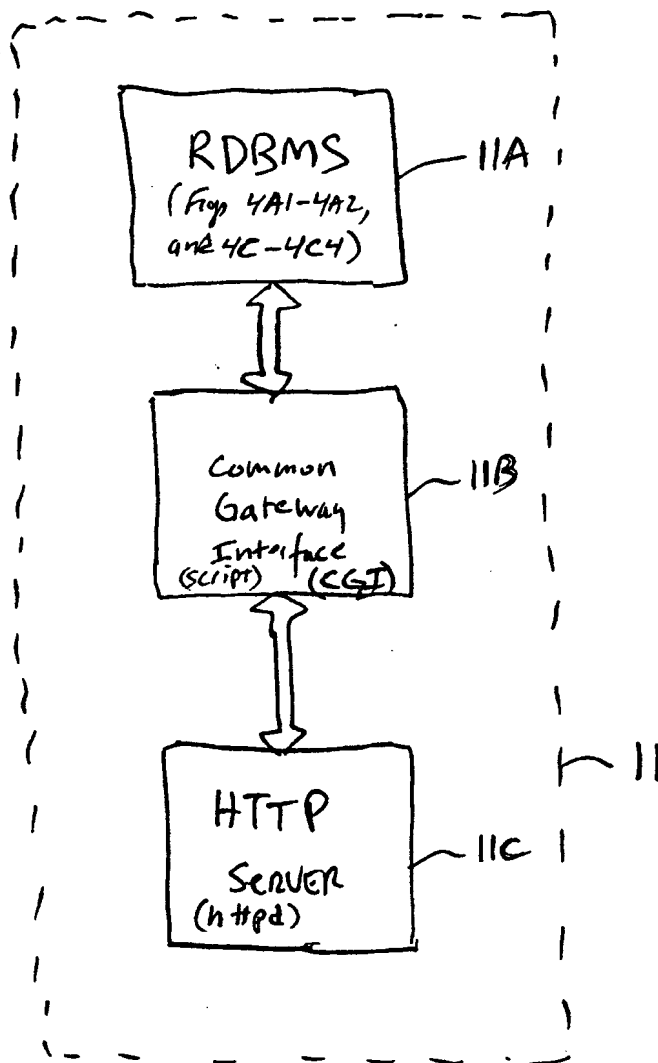 RDBMS
(Figs 4A1-4A2,
and 4C-4C4)
11A
Common
Gateway
Interface
(script) (CGI)
11B
HTTP
SERVER
(httpd)
11C
11